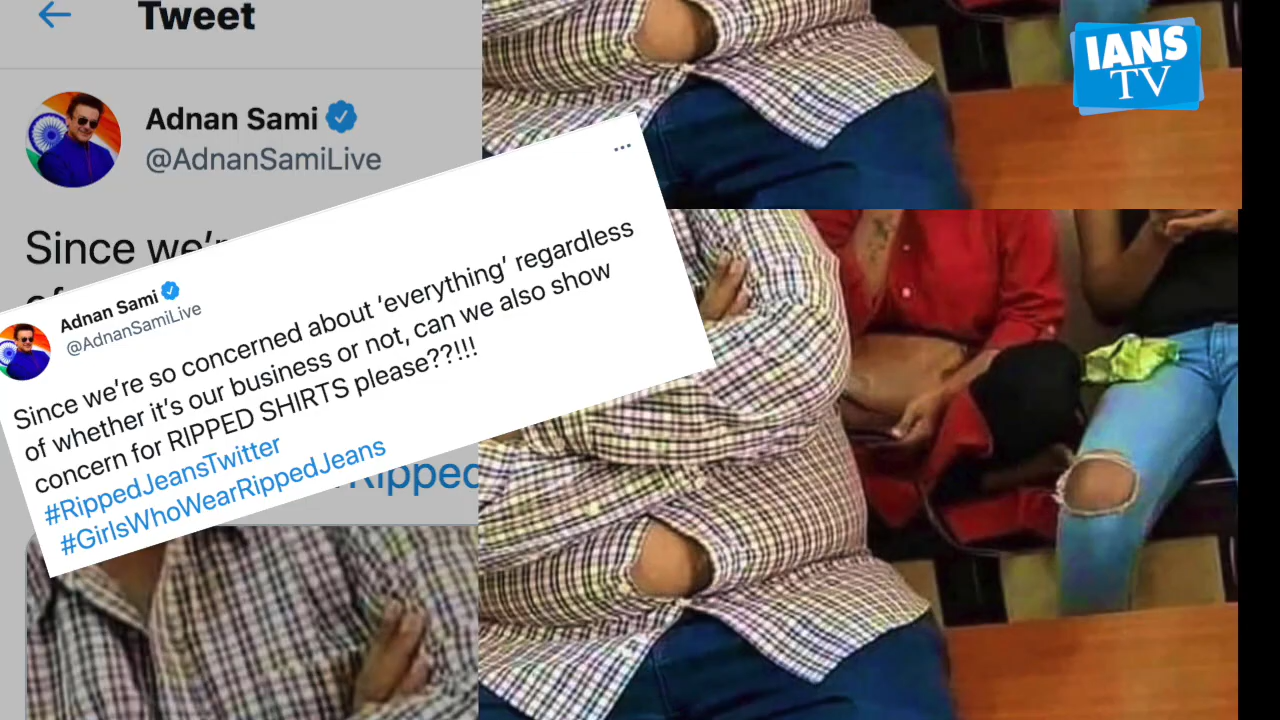 Tweet
Adnan Sami
@AdnanSamiLive
Since we'r
IANS
TV
Adnan Sami
@AdnanSamiLive
Since we're so concerned about 'everything' regardless
of whether it's our business or not, can we also show
concern for RIPPED SHIRTS please??!!!
#RippedJeansTwitter
#GirlsWhoWearRippedJeans
Ripped